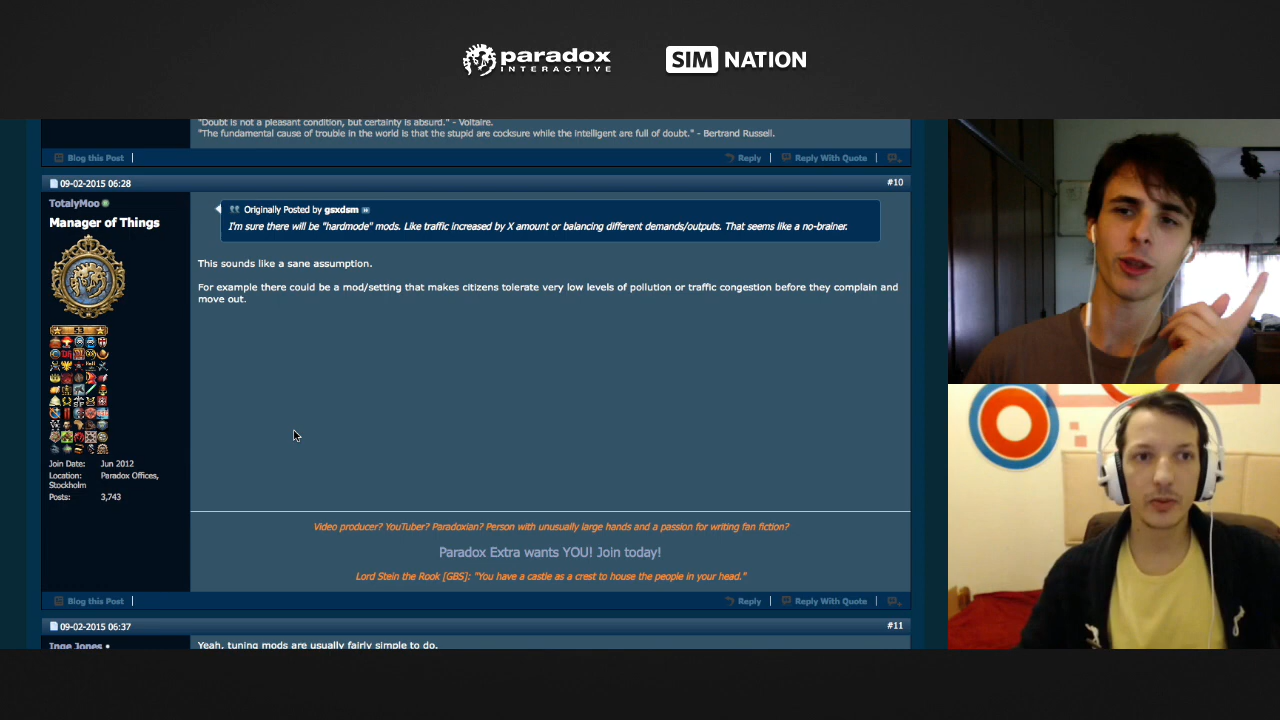 paradox
INTERACTIVE
SIM NATION
"Doubt is not a pleasant condition, but certainty is absurd." - Voltaire.
"The fundamental cause of trouble in the world is that the stupid are cocksure while the intelligent are full of doubt." - Bertrand Russell.
Blog this Post
Reply
Reply With Quote
09-02-2015 06:28
#10
TotalyMoo
Manager of Things
53
Join Date: Jun 2012
Location: Paradox Offices,
Stockholm
Posts: 3,743
Originally Posted by gsxdsm
I'm sure there will be "hardmode" mods. Like traffic increased by X amount or balancing different demands/outputs. That seems like a no-brainer.
This sounds like a sane assumption.
For example there could be a mod/setting that makes citizens tolerate very low levels of pollution or traffic congestion before they complain and
move out.
Video producer? YouTuber? Paradoxian? Person with unusually large hands and a passion for writing fan fiction?
Paradox Extra wants YOU! Join today!
Lord Stein the Rook [GBS]: "You have a castle as a crest to house the people in your head."
Blog this Post
Reply
Reply With Quote
09-02-2015 06:37
#11
Inge Jones
Yeah, tuning mods are usually fairly simple to do.